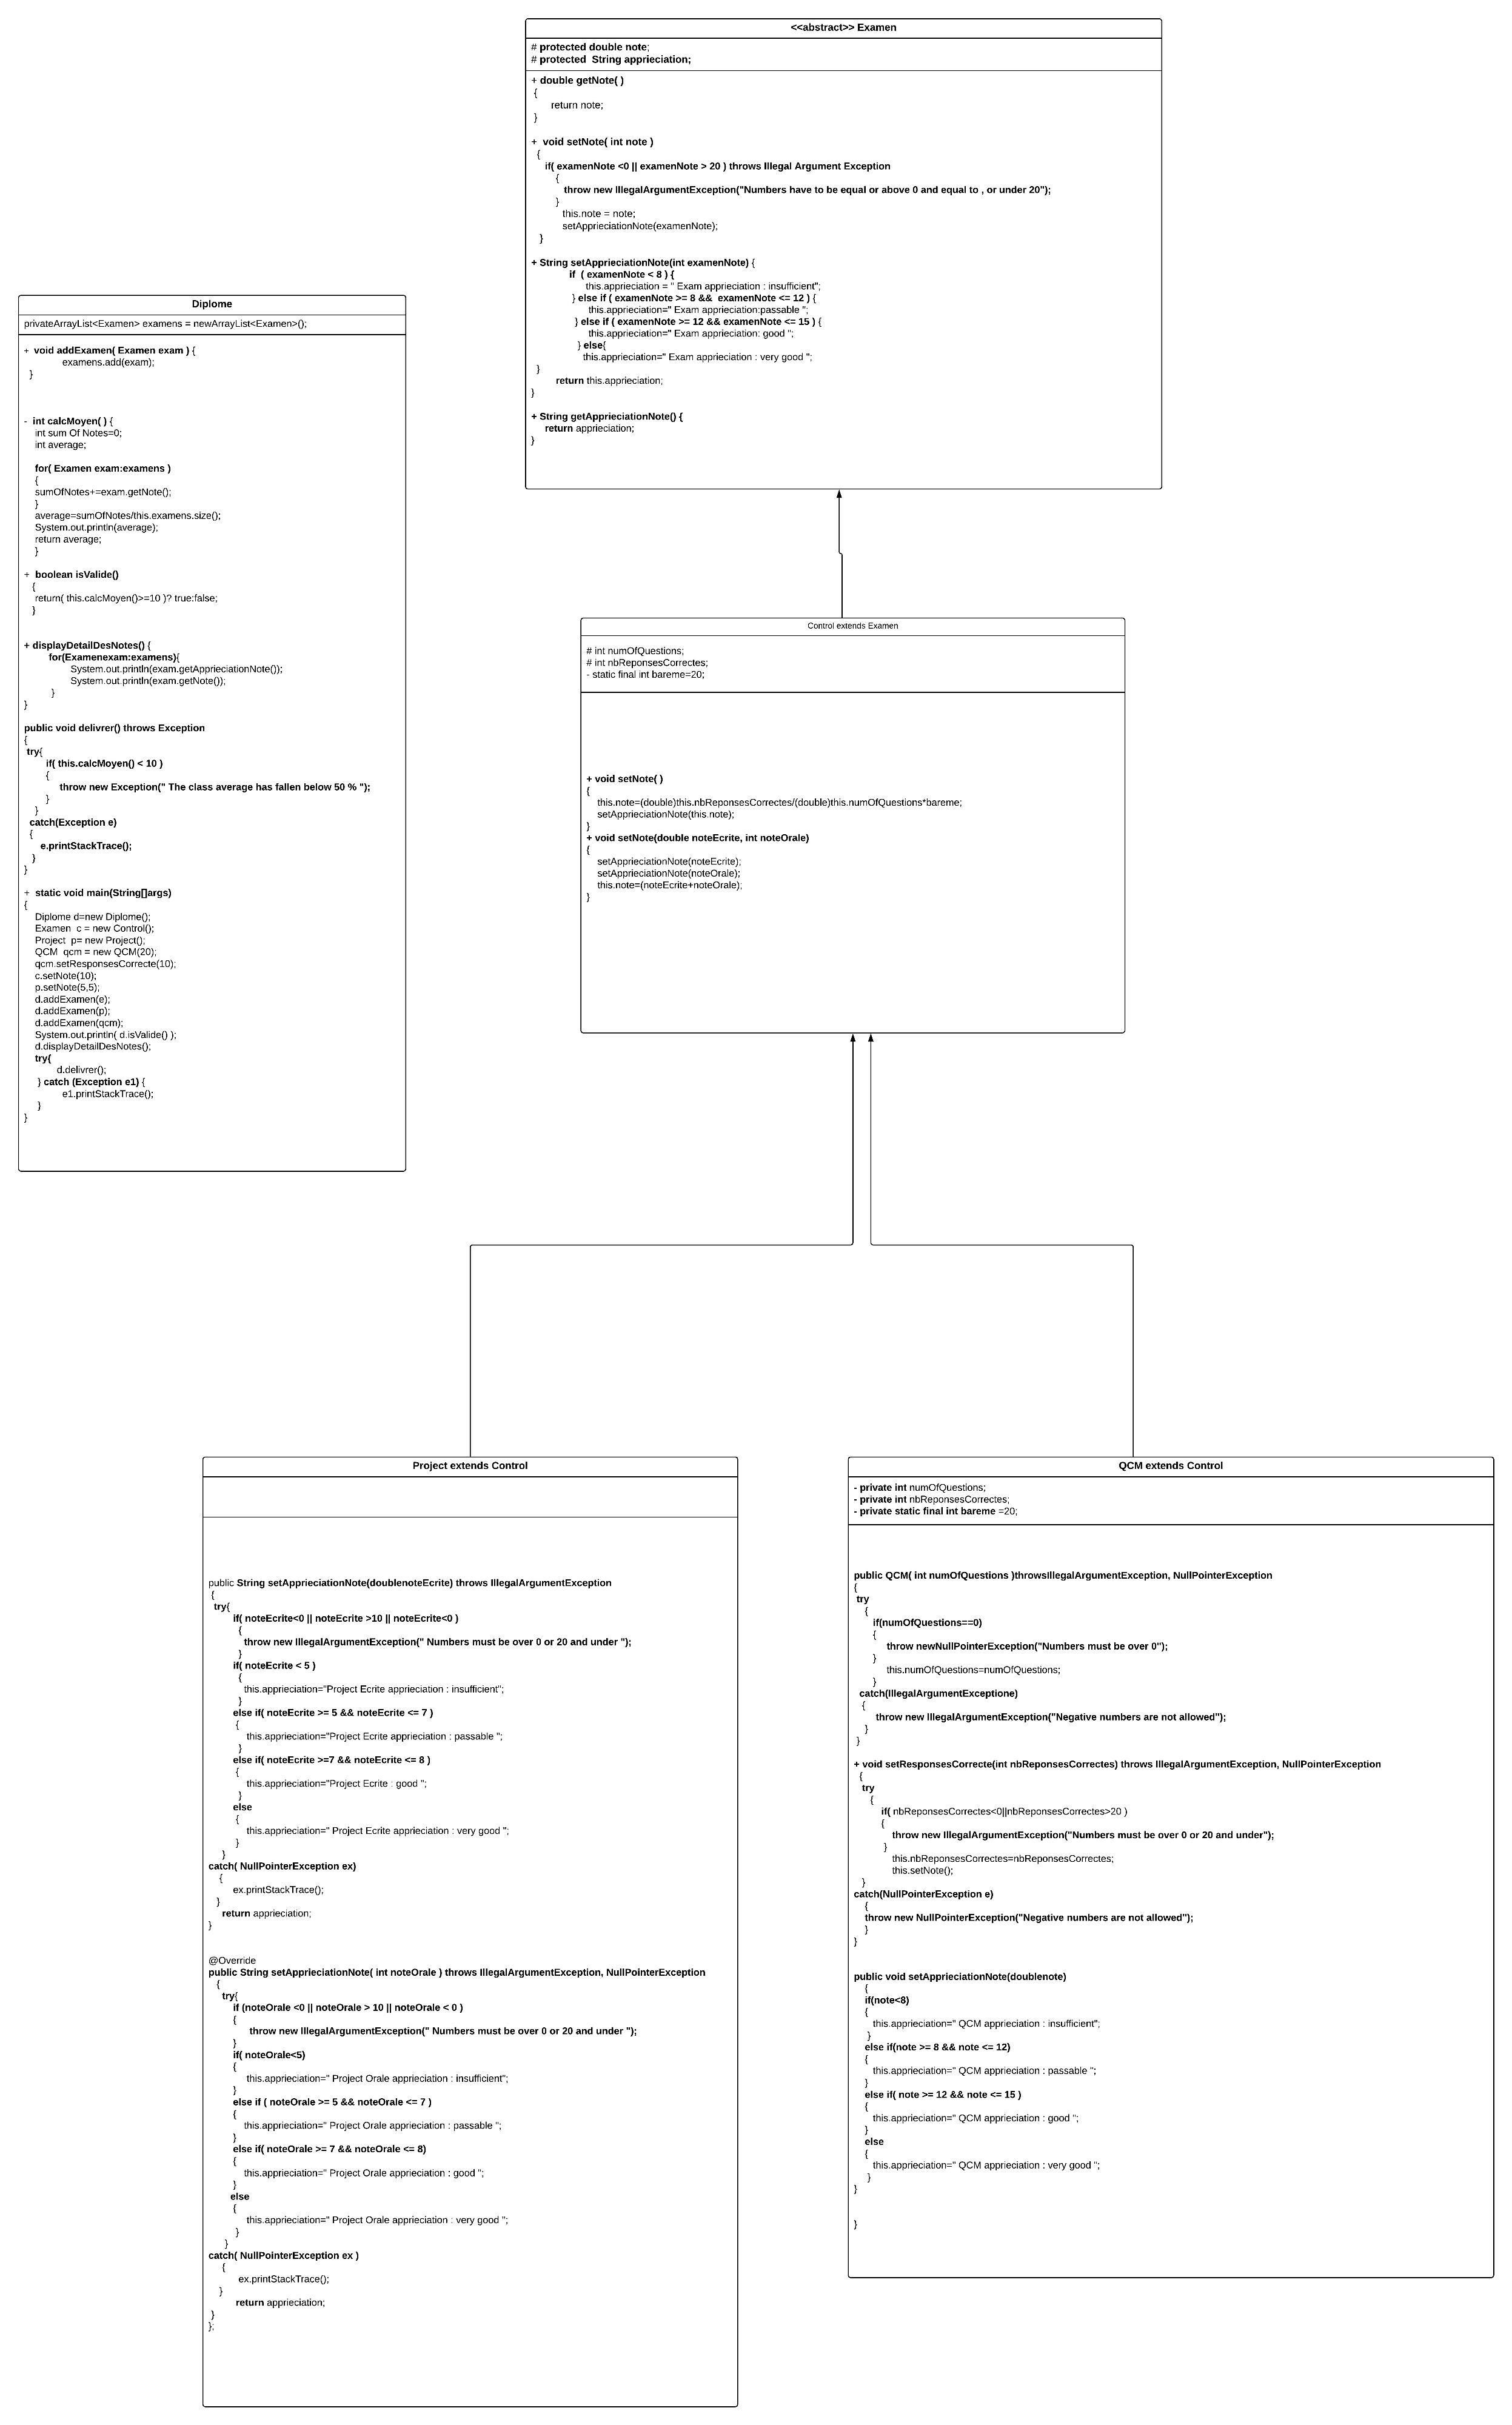 <<abstract>> Examen
# protected double note;
# protected  String apprieciation;
+ double getNote( )
{
return note;
}
+  void setNote( int note )
{
if( examenNote <0 || examenNote > 20 ) throws Illegal Argument Exception
{
throw new IllegalArgumentException("Numbers have to be equal or above 0 and equal to , or under 20");
}
this.note = note;
setApprieciationNote(examenNote);
}
+ String setApprieciationNote(int examenNote) {
if  ( examenNote < 8 ) {
this.appreciation = " Exam appreciation : insufficient";
} else if ( examenNote >= 8 &&  examenNote <= 12 ) {
this.apprieciation=" Exam appreciation:passable ";
} else if ( examenNote >= 12 && examenNote <= 15 ) {
this.apprieciation=" Exam appreciation: good ";
} else{
this.apprieciation=" Exam appreciation : very good ";
}
return this.apprieciation;
}
+ String getAppreciationNote() {
return apprieciation;
}
Diplome
privateArrayList<Examen> examens = newArrayList<Examen>();
+  void addExamen( Examen exam ) {
examens.add(exam);
}
-  int calcMoyen( ) {
int sum Of Notes=0;
int average;
for( Examen exam:examens )
{
sumOfNotes+=exam.getNote();
}
average=sumOfNotes/this.examens.size();
System.out.println(average);
return average;
}
+  boolean isValide()
{
return( this.calcMoyen()>=10 )? true:false;
}
+ displayDetailDesNotes() {
for(Examenexam:examens){
System.out.println(exam.getApprieciationNote());
System.out.println(exam.getNote());
}
}
public void delivrer() throws Exception
{
try{
if( this.calcMoyen() < 10 )
{
throw new Exception(" The class average has fallen below 50 % ");
}
}
catch(Exception e)
{
e.printStackTrace();
}
}
+  static void main(String[]args)
{
Diplome d=new Diplome();
Examen  c = new Control();
Project  p= new Project();
QCM  qcm = new QCM(20);
qcm.setResponsesCorrecte(10);
c.setNote(10);
p.setNote(5,5);
d.addExamen(e);
d.addExamen(p);
d.addExamen(qcm);
System.out.println( d.isValide() );
d.displayDetailDesNotes();
try{
d.delivrer();
} catch (Exception e1) {
e1.printStackTrace();
}
}
Control extends Examen
# int numOfQuestions;
# int nbReponsesCorrectes;
- static final int bareme=20;
+ void setNote( )
{
this.note=(double)this.nbReponsesCorrectes/(double)this.numOfQuestions*bareme;
setAppreciationNote(this.note);
}
+ void setNote(double noteEcrite, int noteOrale)
{
setAppreciationNote(noteEcrite);
setAppreciationNote(noteOrale);
this.note=(noteEcrite+noteOrale);
}
Project extends Control
public String setApprieciationNote(doublenoteEcrite) throws IllegalArgumentException
{
try{
if( noteEcrite<0 || noteEcrite >10 || noteEcrite<0 )
{
throw new IllegalArgumentException(" Numbers must be over 0 or 20 and under ");
}
if( noteEcrite < 5 )
{
this.appreciation="Project Ecrite appreciation : insufficient";
}
else if( noteEcrite >= 5 && noteEcrite <= 7 )
{
this.appreciation="Project Ecrite appreciation : passable ";
}
else if( noteEcrite >=7 && noteEcrite <= 8 )
{
this.appreciation="Project Ecrite : good ";
}
else
{
this.apprieciation=" Project Ecrite apprieciation : very good ";
}
}
catch( NullPointerException ex)
{
ex.printStackTrace();
}
return apprieciation;
}
@Override
public String setApprieciationNote( int noteOrale ) throws IllegalArgumentException, NullPointerException
{
try{
if (noteOrale <0 || noteOrale > 10 || noteOrale < 0 )
{
throw new IllegalArgumentException(" Numbers must be over 0 or 20 and under ");
}
if( noteOrale<5)
{
this.appreciation=" Project Orale appreciation : insufficient";
}
else if ( noteOrale >= 5 && noteOrale <= 7 )
{
this.appreciation=" Project Orale appreciation : passable ";
}
else if( noteOrale >= 7 && noteOrale <= 8)
{
this.appreciation=" Project Orale appreciation : good ";
}
else
{
this.apprieciation=" Project Orale apprieciation : very good ";
}
}
catch( NullPointerException ex )
{
ex.printStackTrace();
}
return apprieciation;
}
};
QCM extends Control
- private int numOfQuestions;
- private int nbReponsesCorrectes;
- private static final int bareme =20;
public QCM( int numOfQuestions )throwsIllegalArgumentException, NullPointerException
{
try
{
if(numOfQuestions==0)
{
throw newNullPointerException("Numbers must be over 0");
}
this.numOfQuestions=numOfQuestions;
}
catch(IllegalArgumentExceptione)
{
throw new IllegalArgumentException("Negative numbers are not allowed");
}
}
+ void setResponsesCorrecte(int nbReponsesCorrectes) throws IllegalArgumentException, NullPointerException
{
try
{
if( nbReponsesCorrectes<0||nbReponsesCorrectes>20 )
{
throw new IllegalArgumentException("Numbers must be over 0 or 20 and under");
}
this.nbReponsesCorrectes=nbReponsesCorrectes;
this.setNote();
}
catch(NullPointerException e)
{
throw new NullPointerException("Negative numbers are not allowed");
}
}
public void setAppreciationNote(doublenote)
{
if(note<8)
{
this.appreciation=" QCM appreciation : insufficient";
}
else if(note >= 8 && note <= 12)
{
this.appreciation=" QCM appreciation : passable ";
}
else if( note >= 12 && note <= 15 )
{
this.appreciation=" QCM appreciation : good ";
}
else
{
this.appreciation=" QCM appreciation : very good ";
}
}
}